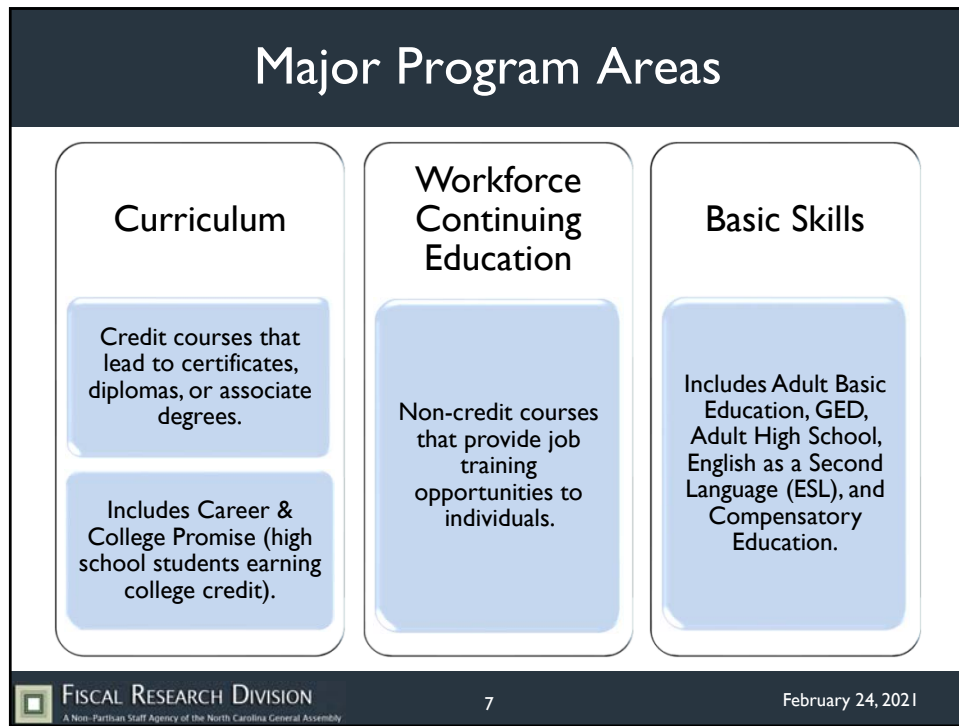 Major Program Areas
Curriculum
Credit courses that
lead to certificates,
diplomas, or associate
degrees.
Includes Career &
College Promise (high
school students earning
college credit).
Workforce
Continuing
Education
Non-credit courses
that provide job
training
opportunities to
individuals.
Basic Skills
Includes Adult Basic
Education, GED,
Adult High School,
English as a Second
Language (ESL), and
Compensatory
Education.
FISCAL RESEARCH DIVISION
A Non-Partisan Staff Agency of the North Carolina General Assembly
7
February 24, 2021